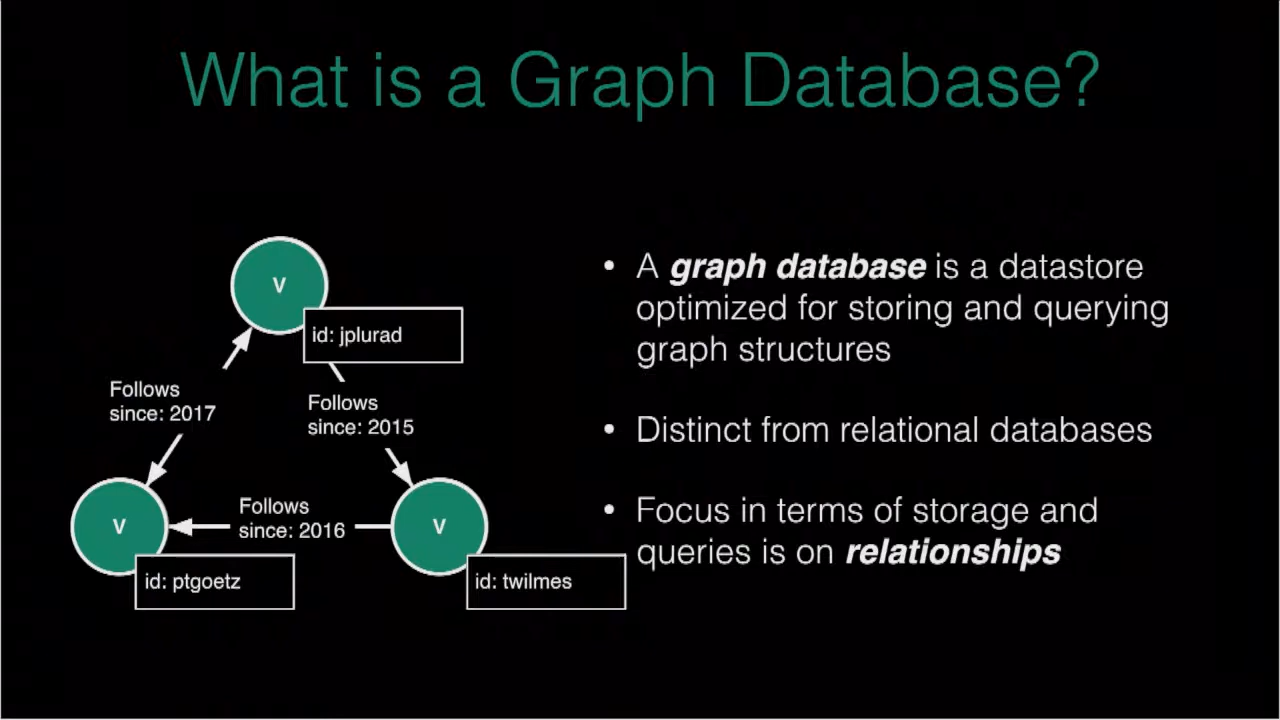 What is a Graph Database?
V
id: jplurad
Follows
since: 2017
Follows
since: 2015
V
Follows
since: 2016
V
id: ptgoetz
id: twilmes
• A graph database is a datastore
optimized for storing and querying
graph structures
• Distinct from relational databases
• Focus in terms of storage and
queries is on relationships